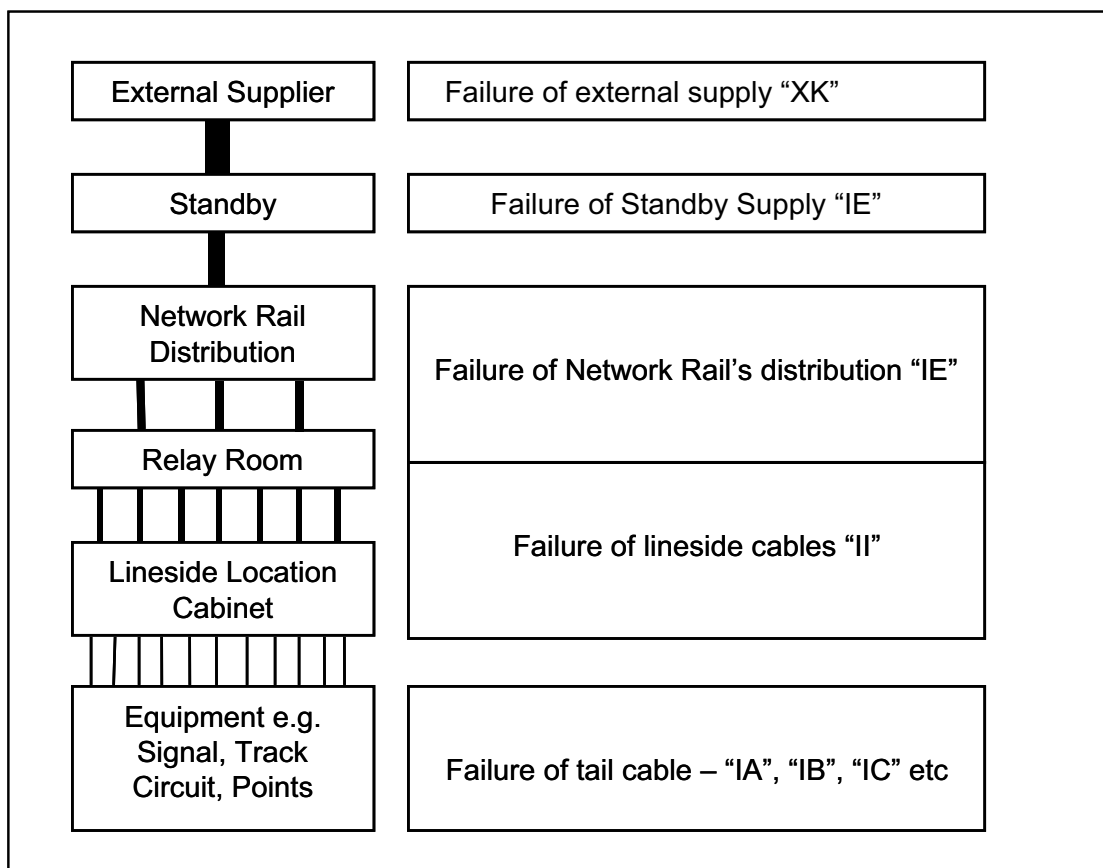 External Supplier
Failure of external supply “XK”
Standby
Failure of Standby Supply “IE”
Network Rail
Distribution
Failure of Network Rail’s distribution “IE”
Relay Room
Failure of lineside cables “II”
Lineside Location
Cabinet
Equipment e.g.
Signal, Track
Circuit, Points
Failure of tail cable – “IA”, “IB”, “IC” etc